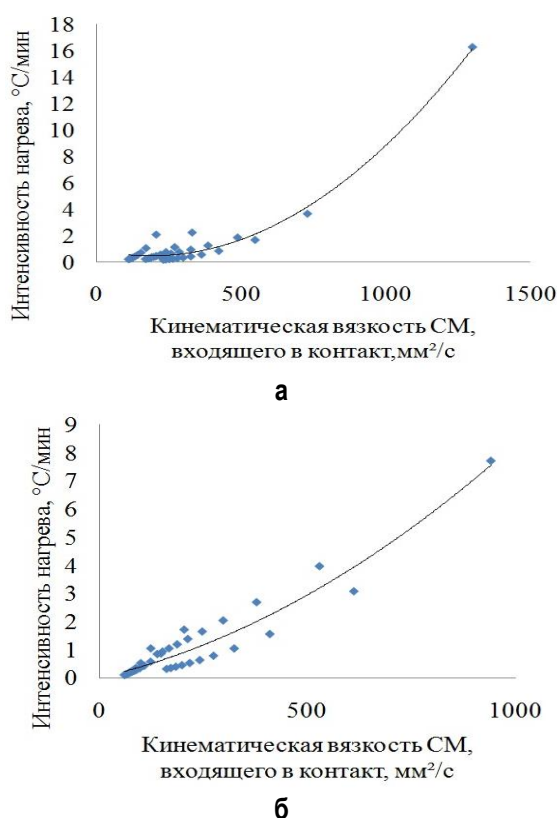 Интенсивность нагрева, °С/мин
18
16
14
12
10
8
6
4
2
0
0 500 1000 1500
Кинематическая вязкость СМ,
входящего в контакт,мм²/с
а
Интенсивность нагрева, °С/мин
9
8
7
6
5
4
3
2
1
0
0 500 1000
Кинематическая вязкость СМ,
входящего в контакт, мм²/с
б